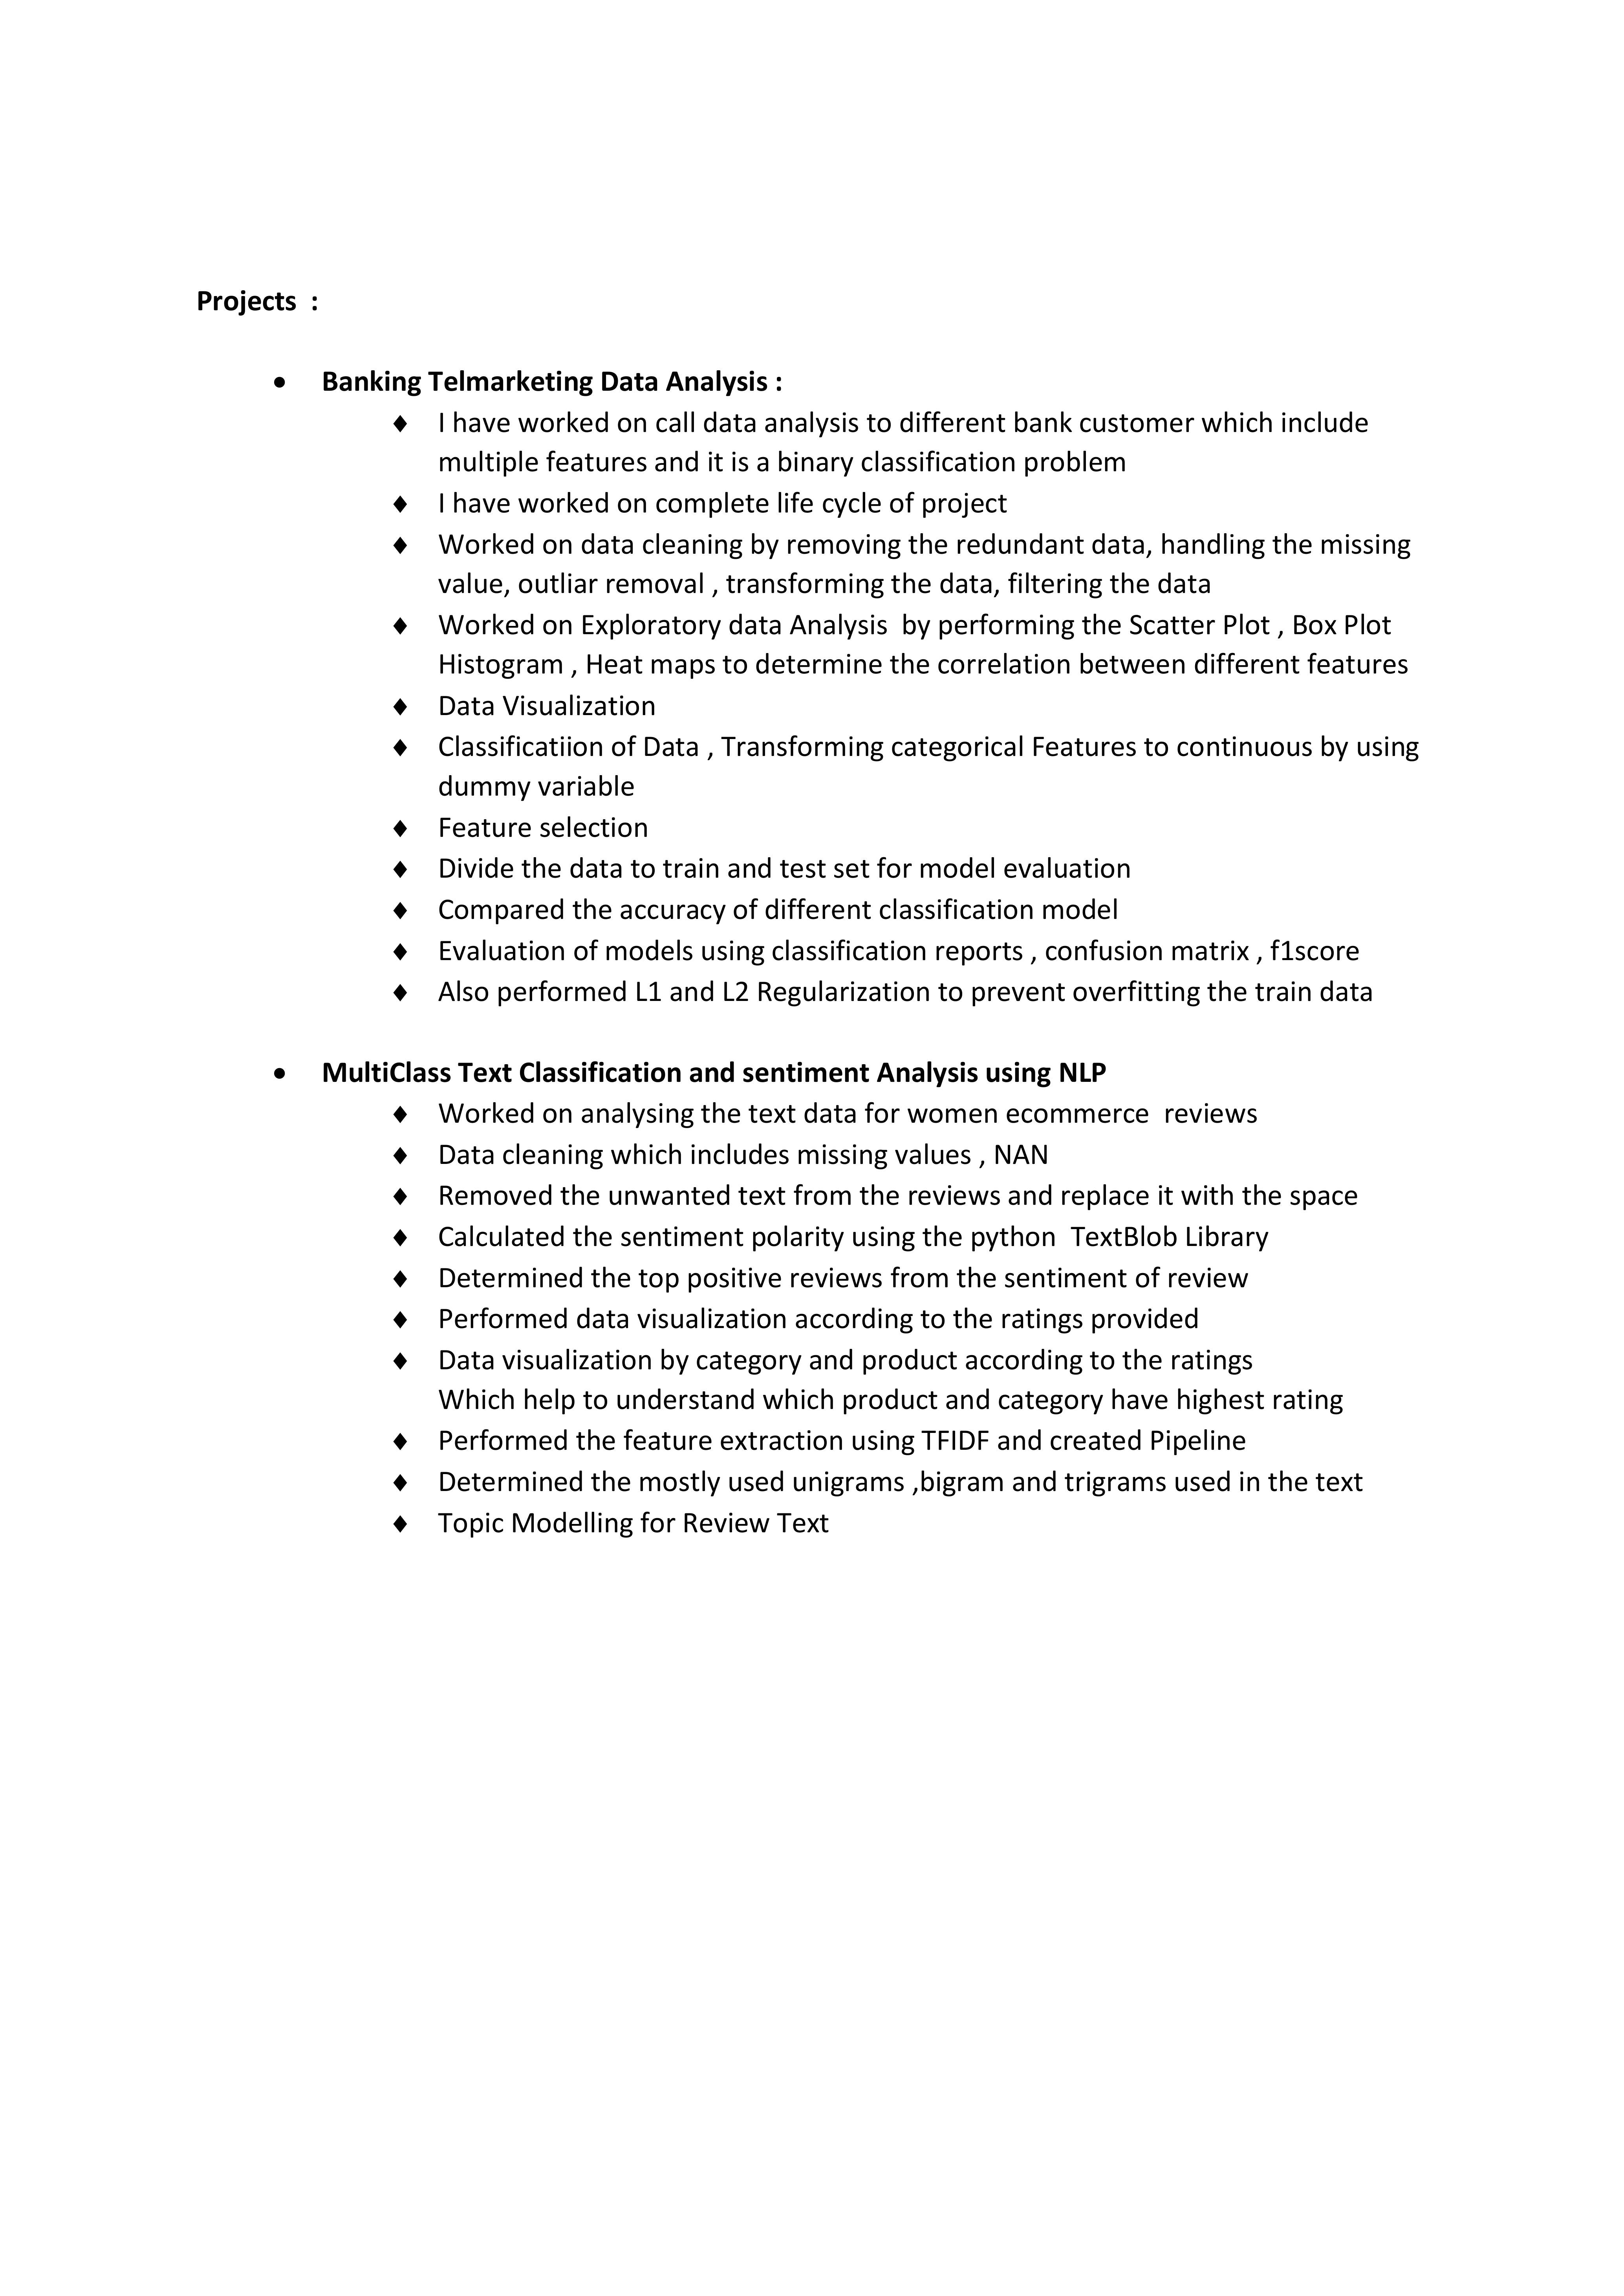 Projects  :
• Banking Telmarketing Data Analysis :
♦ I have worked on call data analysis to different bank customer which include
multiple features and it is a binary classification problem
♦ I have worked on complete life cycle of project
♦ Worked on data cleaning by removing the redundant data, handling the missing
value, outliar removal , transforming the data, filtering the data
♦ Worked on Exploratory data Analysis  by performing the Scatter Plot , Box Plot
Histogram , Heat maps to determine the correlation between different features
♦ Data Visualization
♦ Classificatiion of Data , Transforming categorical Features to continuous by using
dummy variable
♦ Feature selection
♦ Divide the data to train and test set for model evaluation
♦ Compared the accuracy of different classification model
♦ Evaluation of models using classification reports , confusion matrix , f1score
♦ Also performed L1 and L2 Regularization to prevent overfitting the train data
• MultiClass Text Classification and sentiment Analysis using NLP
♦ Worked on analysing the text data for women ecommerce  reviews
♦ Data cleaning which includes missing values , NAN
♦ Removed the unwanted text from the reviews and replace it with the space
♦ Calculated the sentiment polarity using the python  TextBlob Library
♦ Determined the top positive reviews from the sentiment of review
♦ Performed data visualization according to the ratings provided
♦ Data visualization by category and product according to the ratings
Which help to understand which product and category have highest rating
♦ Performed the feature extraction using TFIDF and created Pipeline
♦ Determined the mostly used unigrams ,bigram and trigrams used in the text
♦ Topic Modelling for Review Text